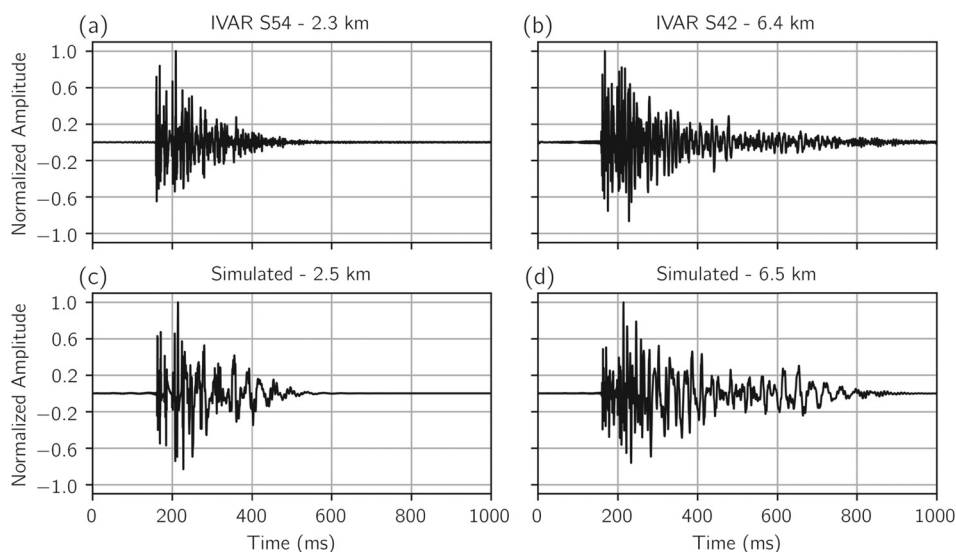 (a) IVAR S54 - 2.3 km
(b) IVAR S42 - 6.4 km
Normalized Amplitude
1.0
0.6
0.2
−0.2
−0.6
−1.0
(c) Simulated - 2.5 km
(d) Simulated - 6.5 km
Normalized Amplitude
1.0
0.6
0.2
−0.2
−0.6
−1.0
0 200 400 600 800 1000
0 200 400 600 800 1000
Time (ms)
Time (ms)